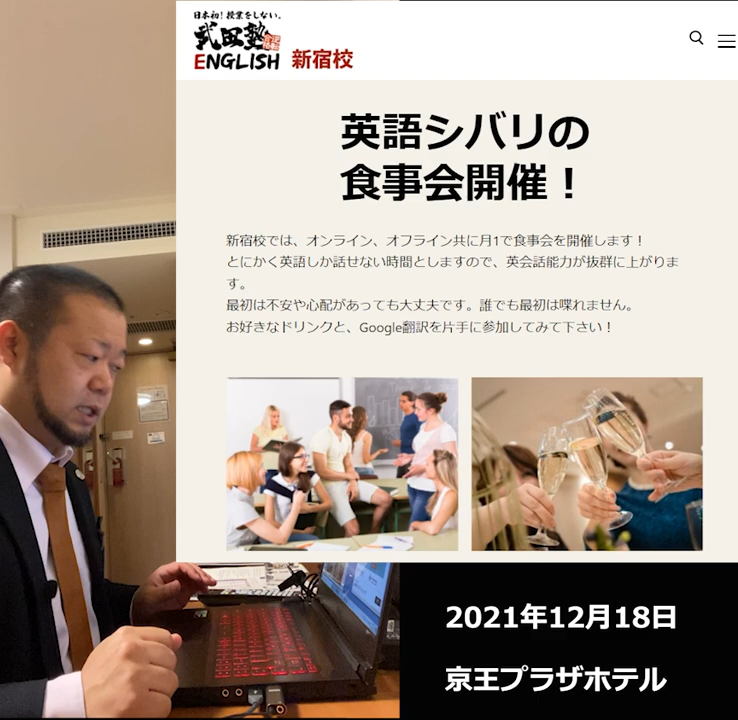 日本初！授業をしない。
武田塾
逆転合格
ENGLISH 新宿校
英語シバリの
食事会開催！
新宿校では、オンライン、オフライン共に月1で食事会を開催します！
とにかく英語しか話せない時間としますので、英会話能力が抜群に上がりま
す。
最初は不安や心配があっても大丈夫です。誰でも最初は喋れません。
お好きなドリンクと、Google翻訳を片手に参加してみて下さい！
2021年12月18日
京王プラザホテル